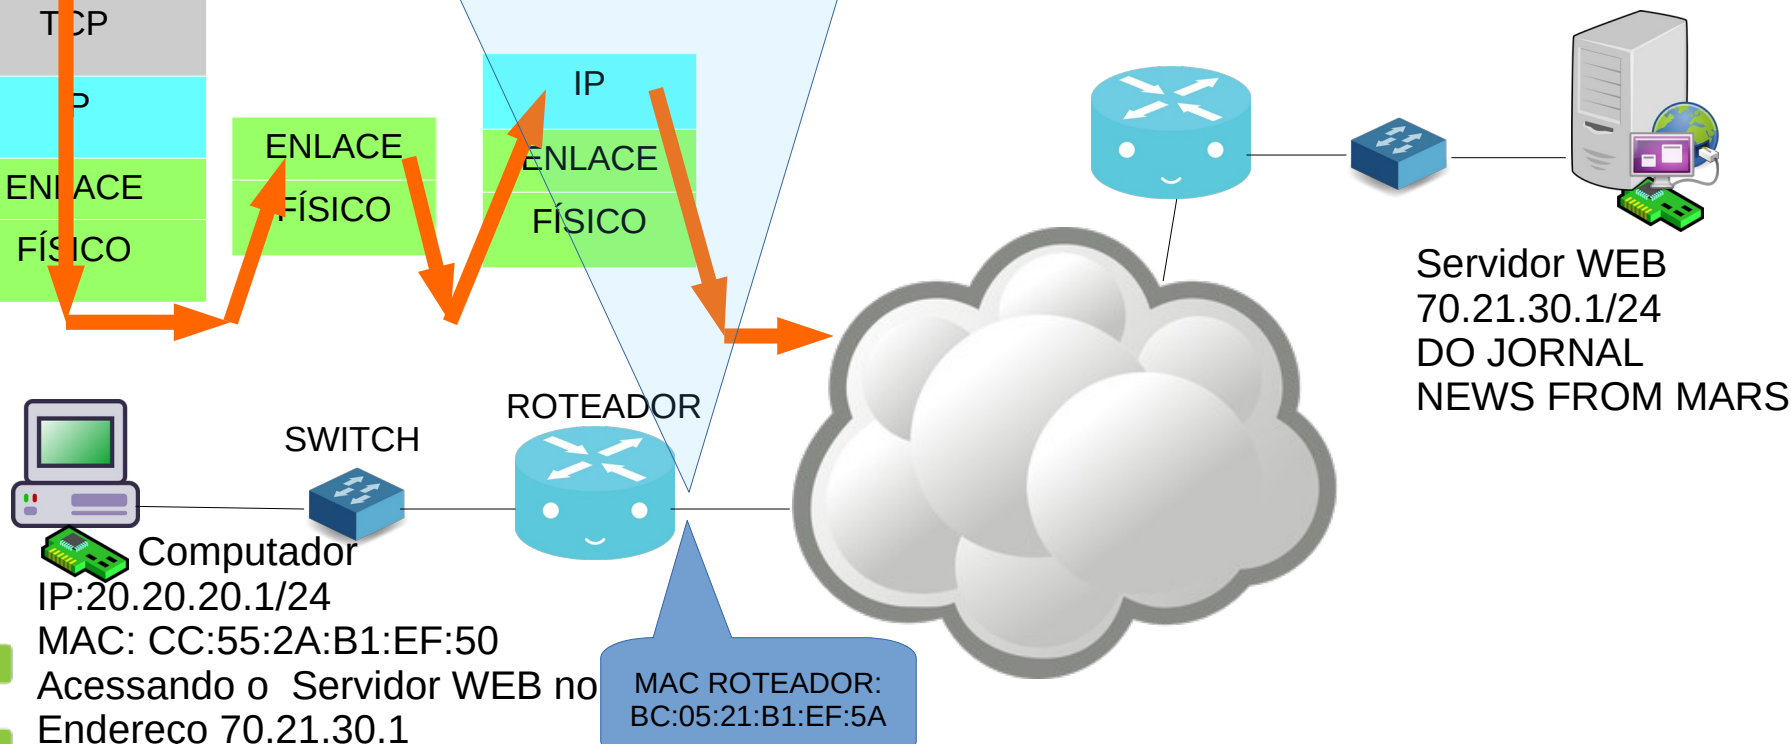 TCP
IP
ENLACE
FÍSICO
ENLACE
FÍSICO
IP
ENLACE
FÍSICO
Servidor WEB
70.21.30.1/24
DO JORNAL
NEWS FROM MARS
ROTEADOR
SWITCH
Computador
IP:20.20.20.1/24
MAC: CC:55:2A:B1:EF:50
Acessando o Servidor WEB no
Endereço 70.21.30.1
MAC ROTEADOR:
BC:05:21:B1:EF:5A